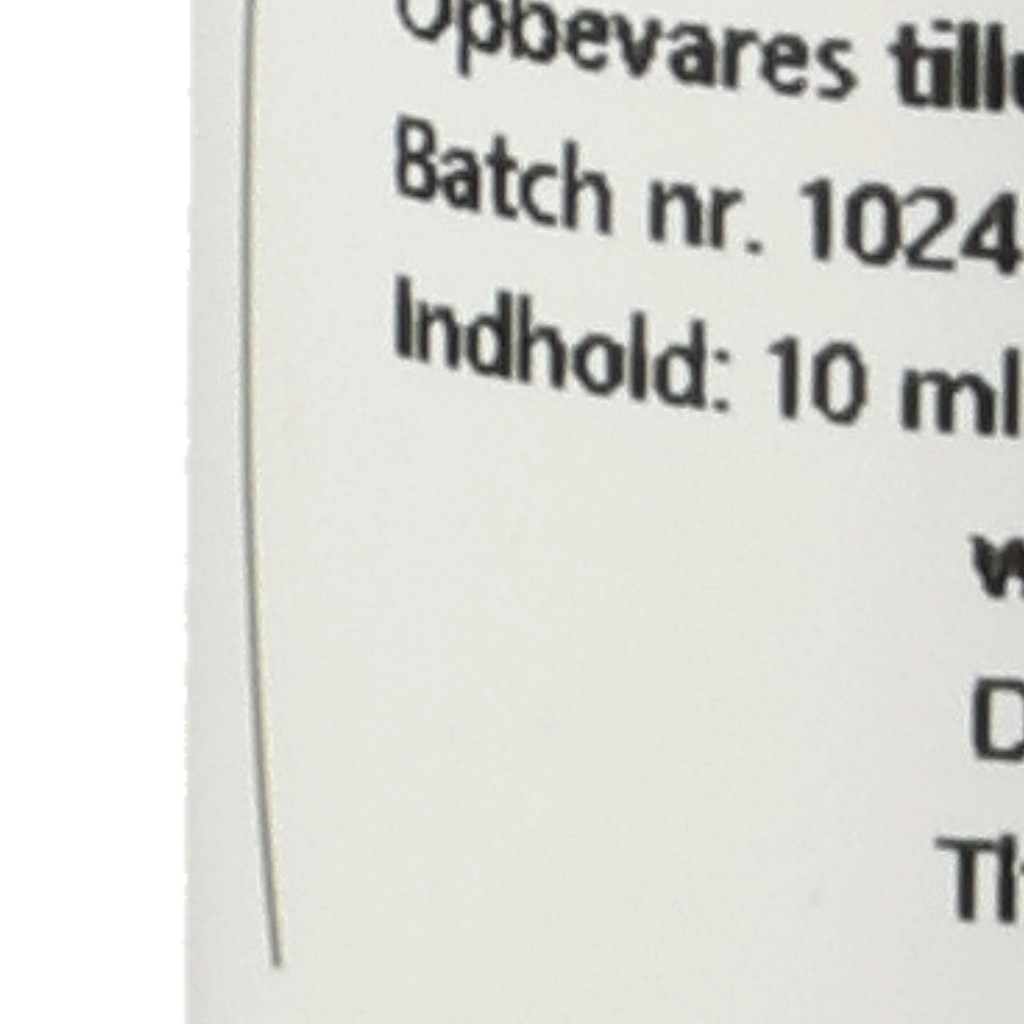 Opbevares
Batch nr. 1024
Indhold: 10 ml